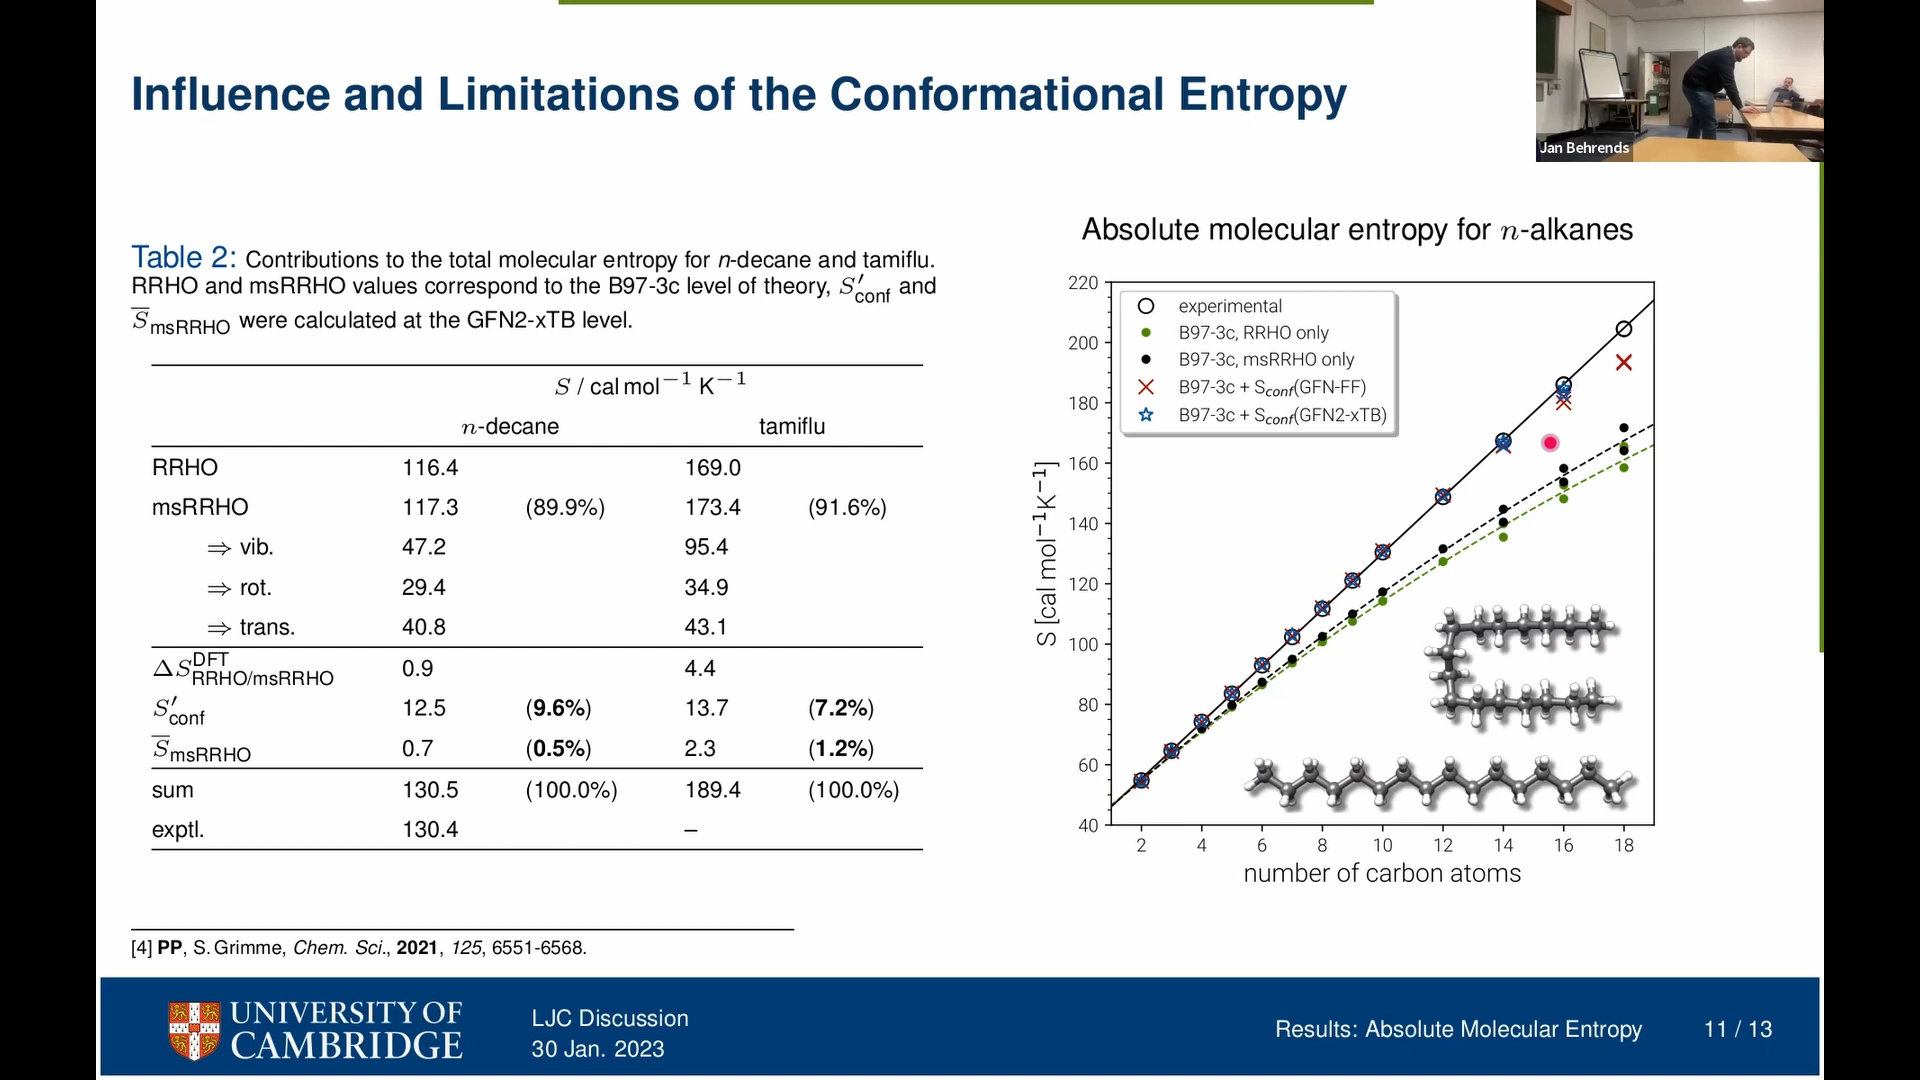 Influence and Limitations of the Conformational Entropy
Jan Behrends
Table 2: Contributions to the total molecular entropy for n-decane and tamiflu.
RRHO and msRRHO values correspond to the B97-3c level of theory, S′conf and
S̅msRRHO were calculated at the GFN2-xTB level.
S / cal mol−1 K−1
n-decane tamiflu
RRHO 116.4 169.0
msRRHO 117.3 (89.9%) 173.4 (91.6%)
⇒ vib. 47.2 95.4
⇒ rot. 29.4 34.9
⇒ trans. 40.8 43.1
ΔS DFT RRHO/msRRHO 0.9 4.4
S′conf 12.5 (9.6%) 13.7 (7.2%)
S̅msRRHO 0.7 (0.5%) 2.3 (1.2%)
sum 130.5 (100.0%) 189.4 (100.0%)
exptl. 130.4 –
Absolute molecular entropy for n-alkanes
220
200
180
160
140
120
100
80
60
40
S [cal mol−1K−1]
experimental
B97-3c, RRHO only
B97-3c, msRRHO only
B97-3c + Sconf(GFN-FF)
B97-3c + Sconf(GFN2-xTB)
2 4 6 8 10 12 14 16 18
number of carbon atoms
[4] PP, S. Grimme, Chem. Sci., 2021, 125, 6551-6568.
UNIVERSITY OF
CAMBRIDGE
LJC Discussion
30 Jan. 2023
Results: Absolute Molecular Entropy 11 / 13